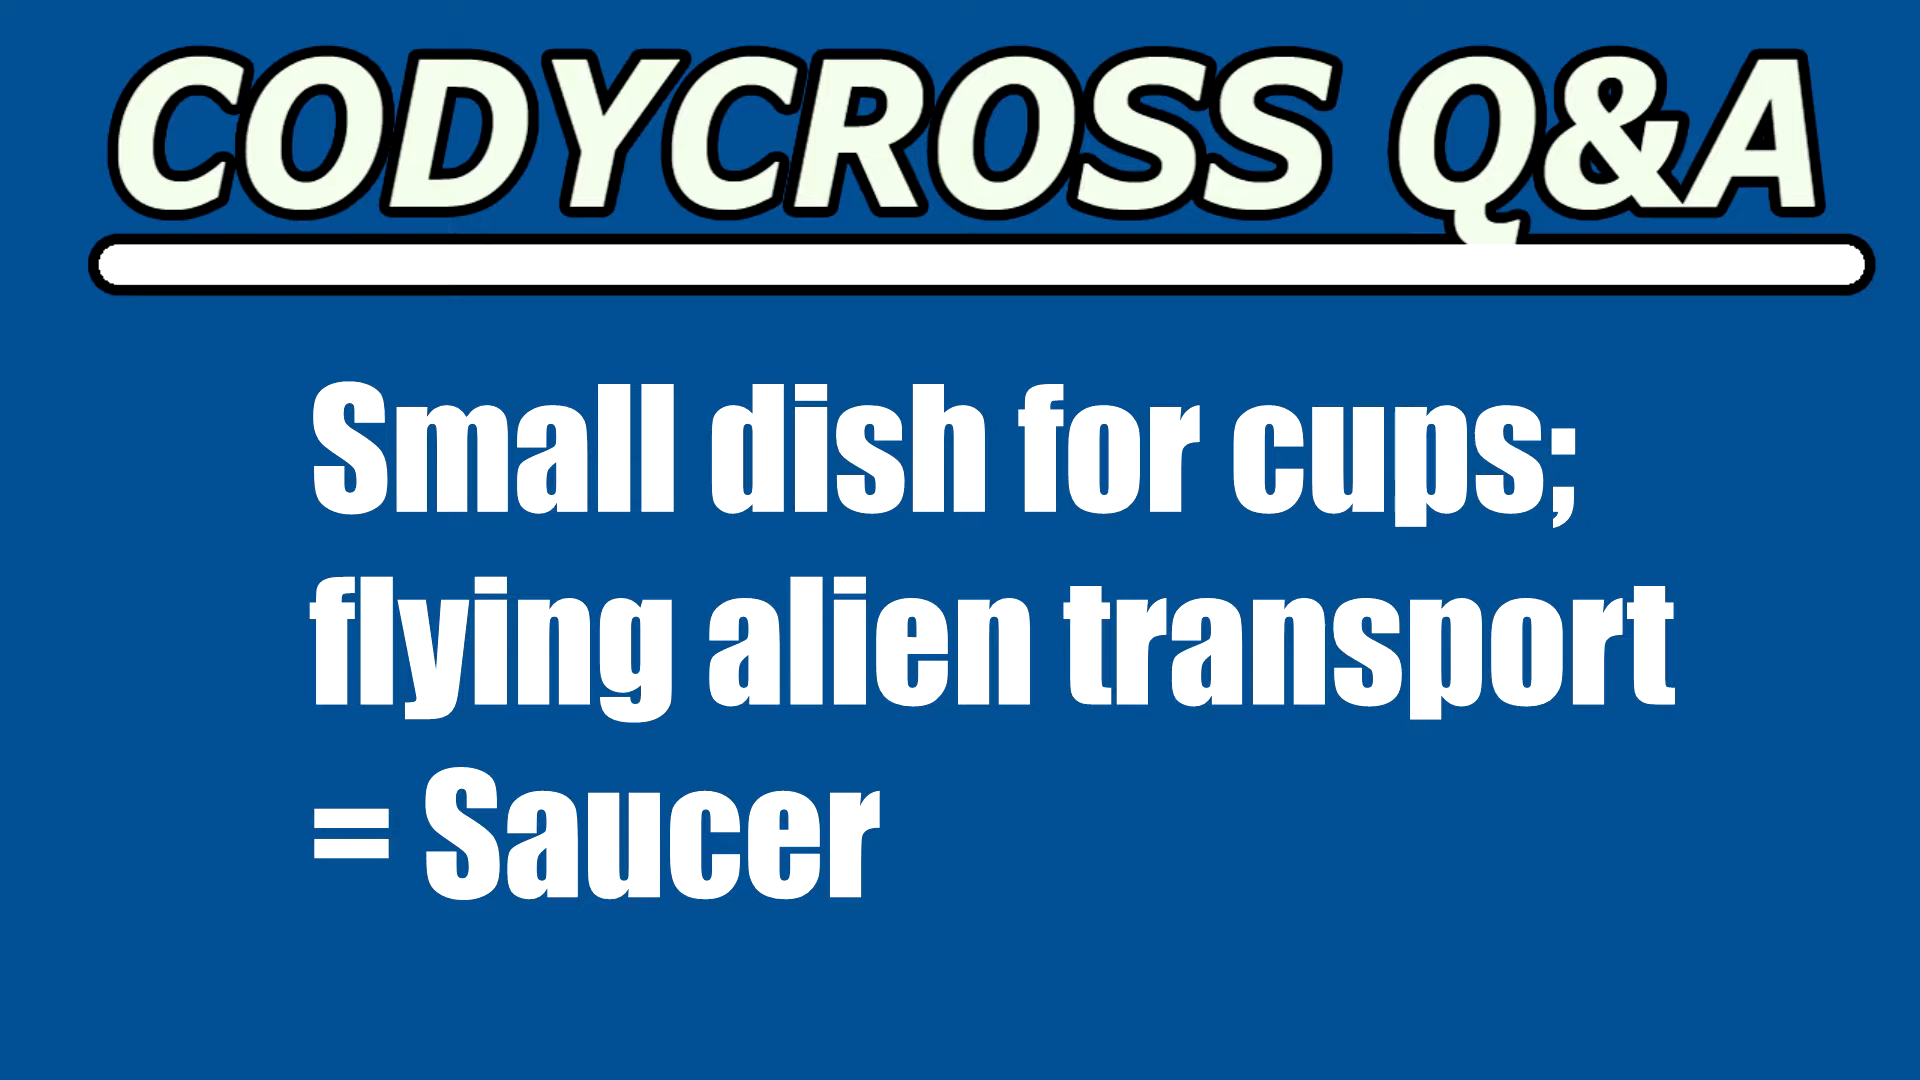 CODYCROSS Q&A
Small dish for cups;
flying alien transport
= Saucer